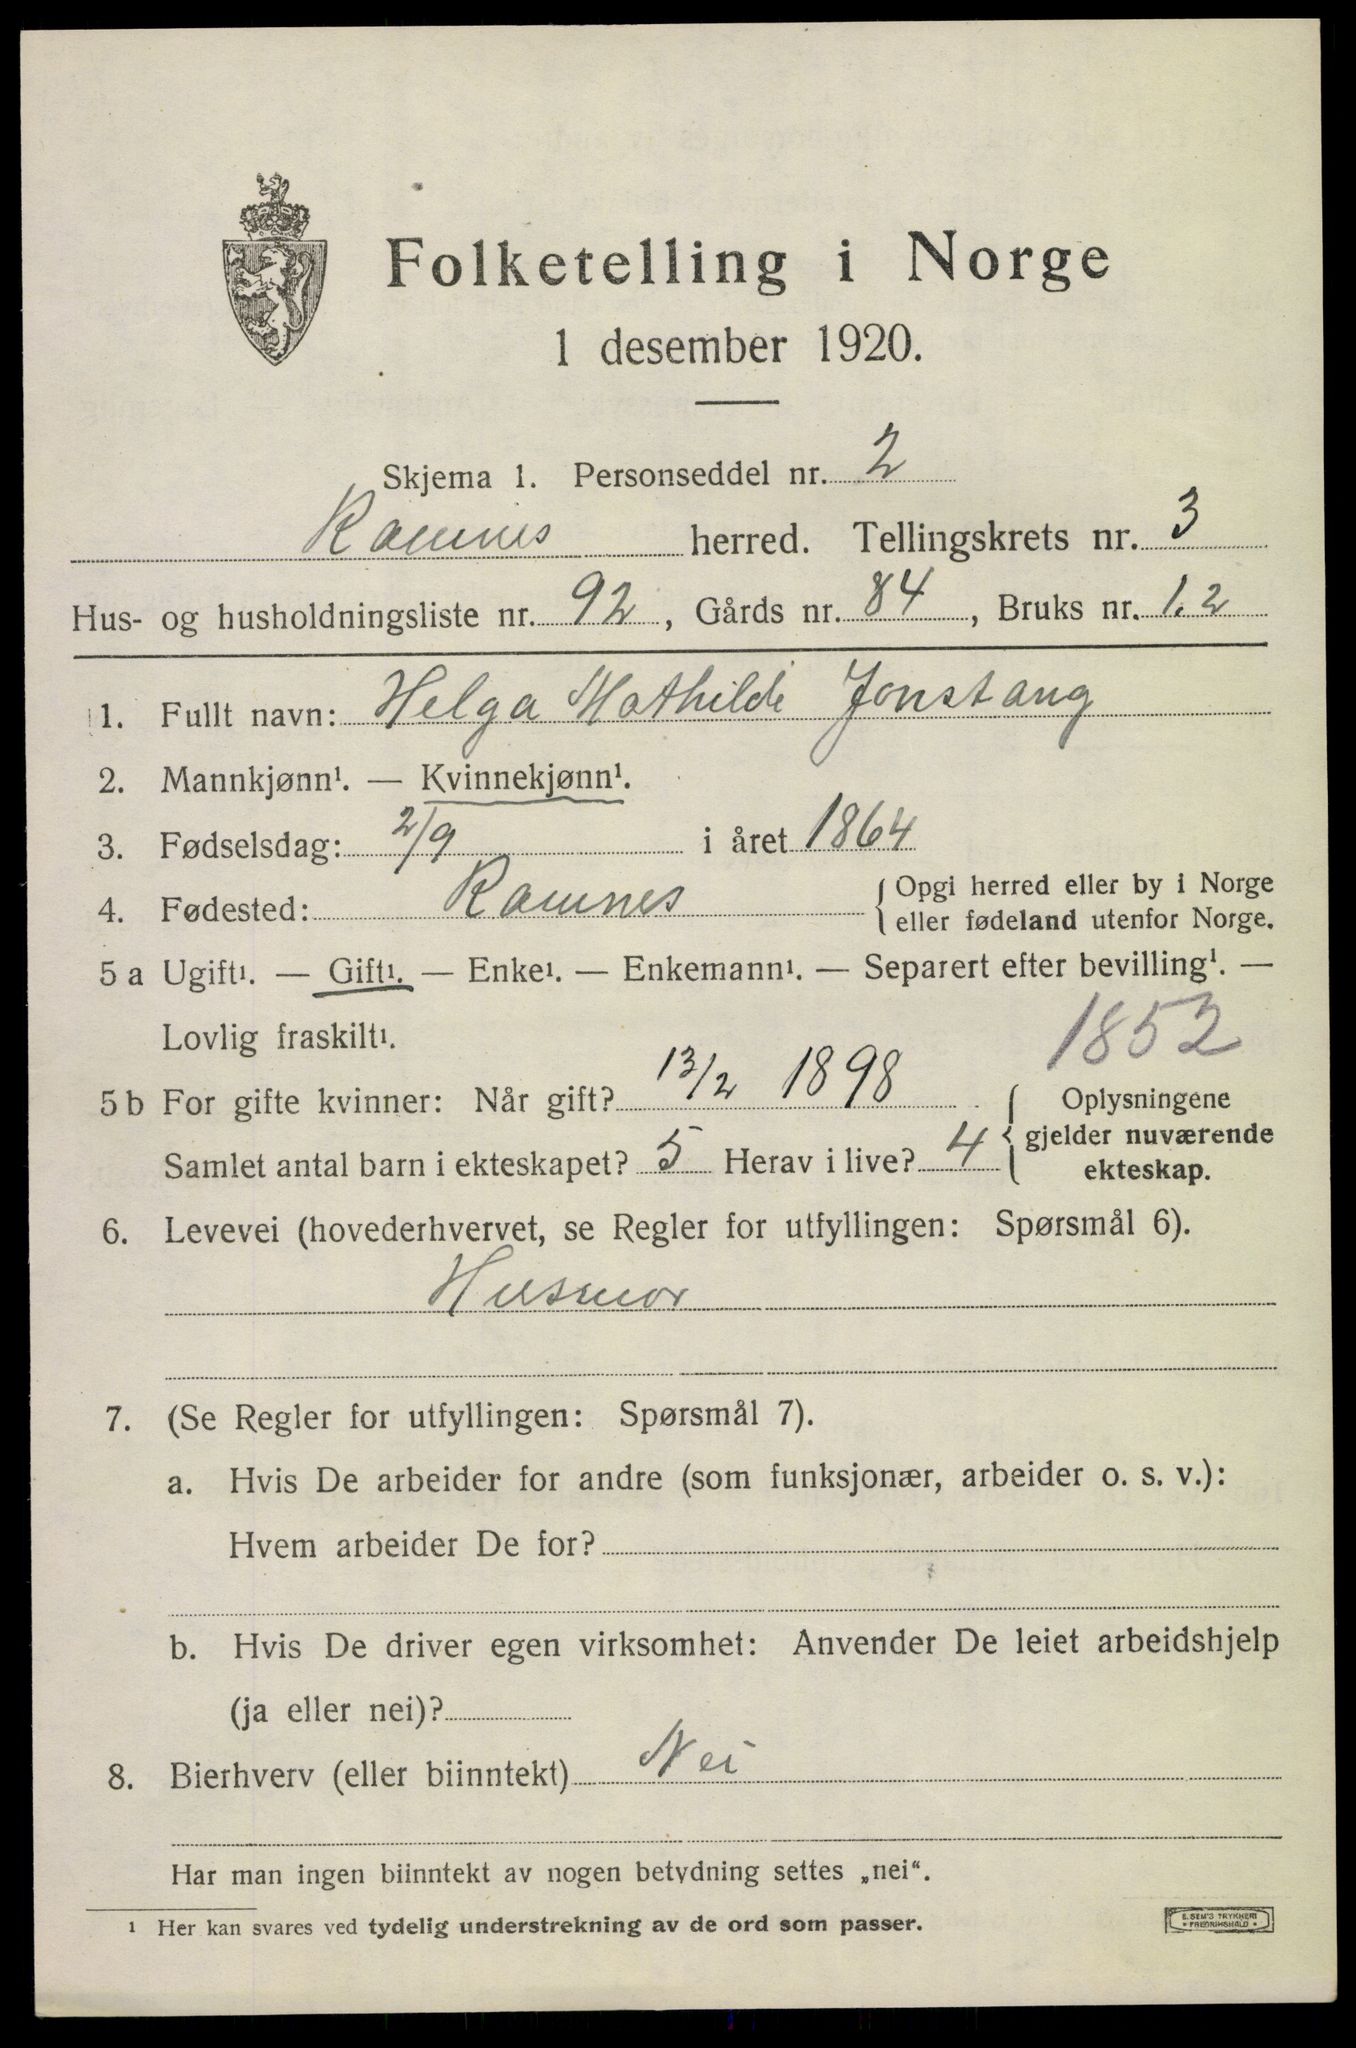 Folketelling i Norge
1 desember 1920.
Skjema 1. Personseddel nr. 2
Ramnes herred. Tellingskrets nr. 3
Hus- og husholdningsliste nr. 92, Gårds nr. 84, Bruks nr. 1.2
1. Fullt navn: Helga Mathilde Jonstang
2. Mannkjønn¹. — Kvinnekjønn¹.
3. Fødselsdag: 2/9 i året 1864
4. Fødested: Ramnes {Opgi herred eller by i Norge
eller fødeland utenfor Norge.
5 a Ugift¹. — Gift¹. — Enke¹. — Enkemann¹. — Separert efter bevilling¹. —
Lovlig fraskilt¹. 1852
5 b For gifte kvinner: Når gift? 13/2 1898
Samlet antal barn i ekteskapet? 5 Herav i live? 4
Oplysningene
gjelder nuværende
ekteskap.
6. Levevei (hovederhvervet, se Regler for utfyllingen: Spørsmål 6).
Husmor
7. (Se Regler for utfyllingen: Spørsmål 7).
a. Hvis De arbeider for andre (som funksjonær, arbeider o. s. v.):
Hvem arbeider De for?
b. Hvis De driver egen virksomhet: Anvender De leiet arbeidshjelp
(ja eller nei)?
8. Bierhverv (eller biinntekt) Nei
Har man ingen biinntekt av nogen betydning settes „nei“.
¹ Her kan svares ved tydelig understrekning av de ord som passer.
E. SEM'S TRYKKERI
• FREDRIKSHALD •